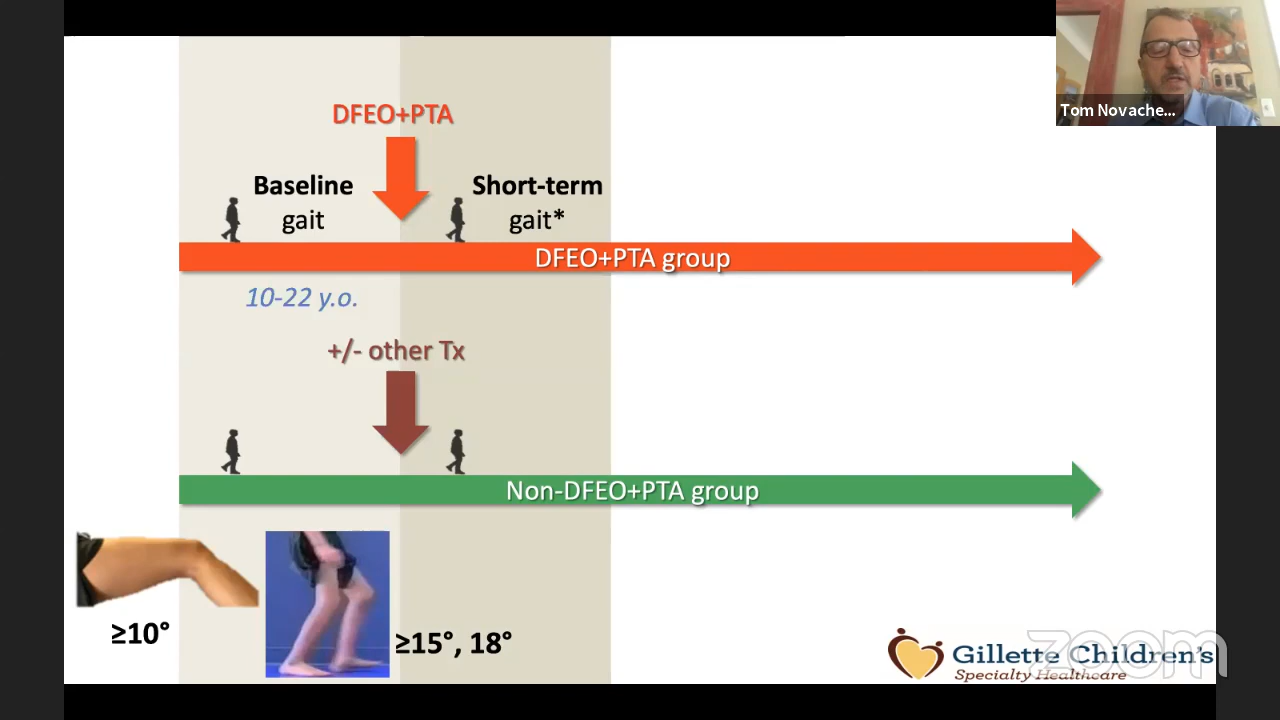 Tom Novache...
DFEO+PTA
Baseline
gait
Short-term
gait*
DFEO+PTA group
10-22 y.o.
+/- other Tx
Non-DFEO+PTA group
≥10°
≥15°, 18°
Gillette Children's
Specialty Healthcare
zoom